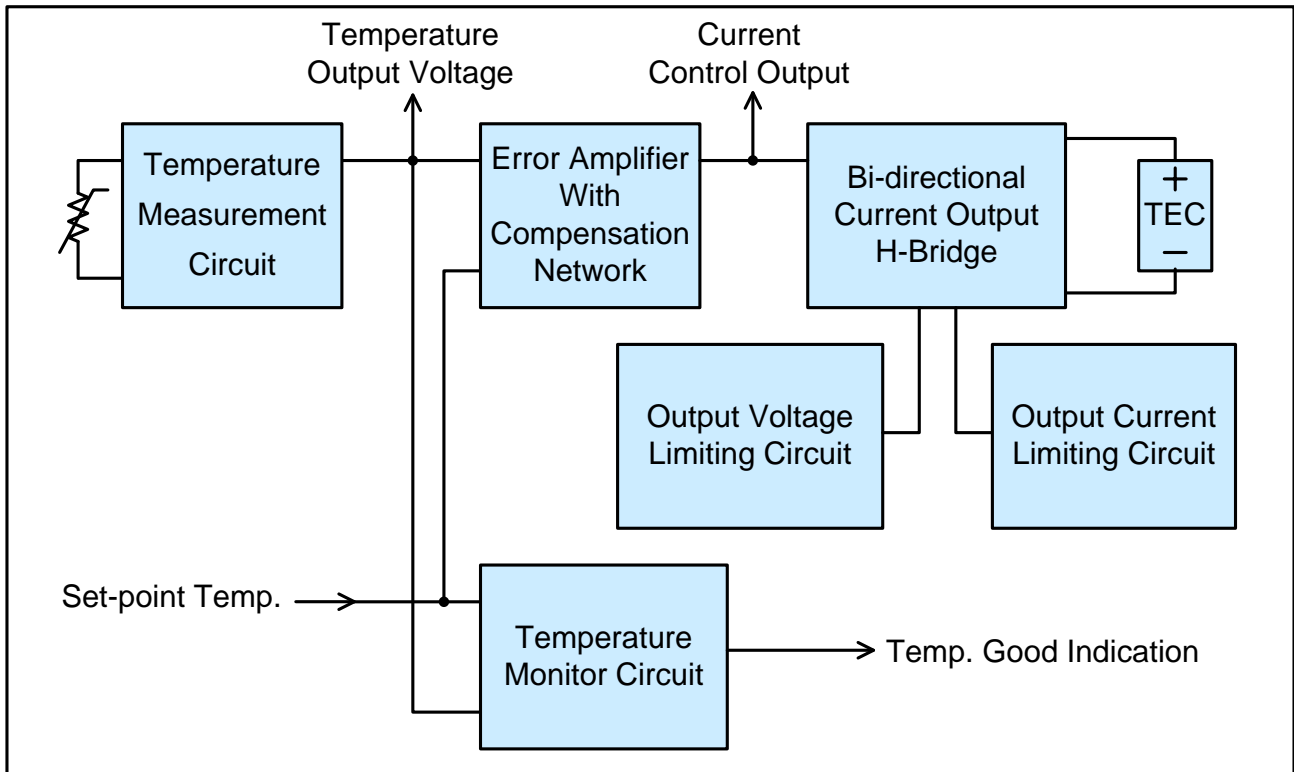 Temperature
Output Voltage
Current
Control Output
Temperature
Measurement
Circuit
Error Amplifier
With
Compensation
Network
Bi-directional
Current Output
H-Bridge
+
TEC
−
Output Voltage
Limiting Circuit
Output Current
Limiting Circuit
Set-point Temp.
Temperature
Monitor Circuit
Temp. Good Indication